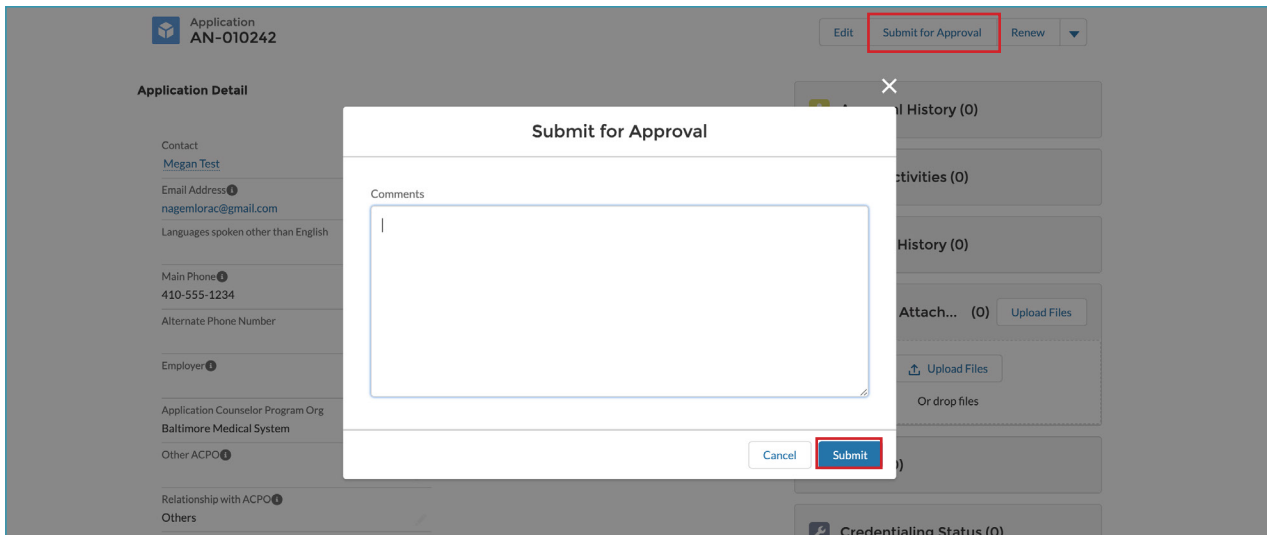 Application
AN-010242
Edit
Submit for Approval
Renew
Application Detail
Contact
Megan Test
Email Address
nagemlorac@gmail.com
Languages spoken other than English
Main Phone
410-555-1234
Alternate Phone Number
Employer
Application Counselor Program Org
Baltimore Medical System
Other ACPO
Relationship with ACPO
Others
Submit for Approval
Comments
Cancel
Submit
History (0)
History (0)
Attach... (0)
Upload Files
Upload Files
Or drop files
Credentialing Status (0)